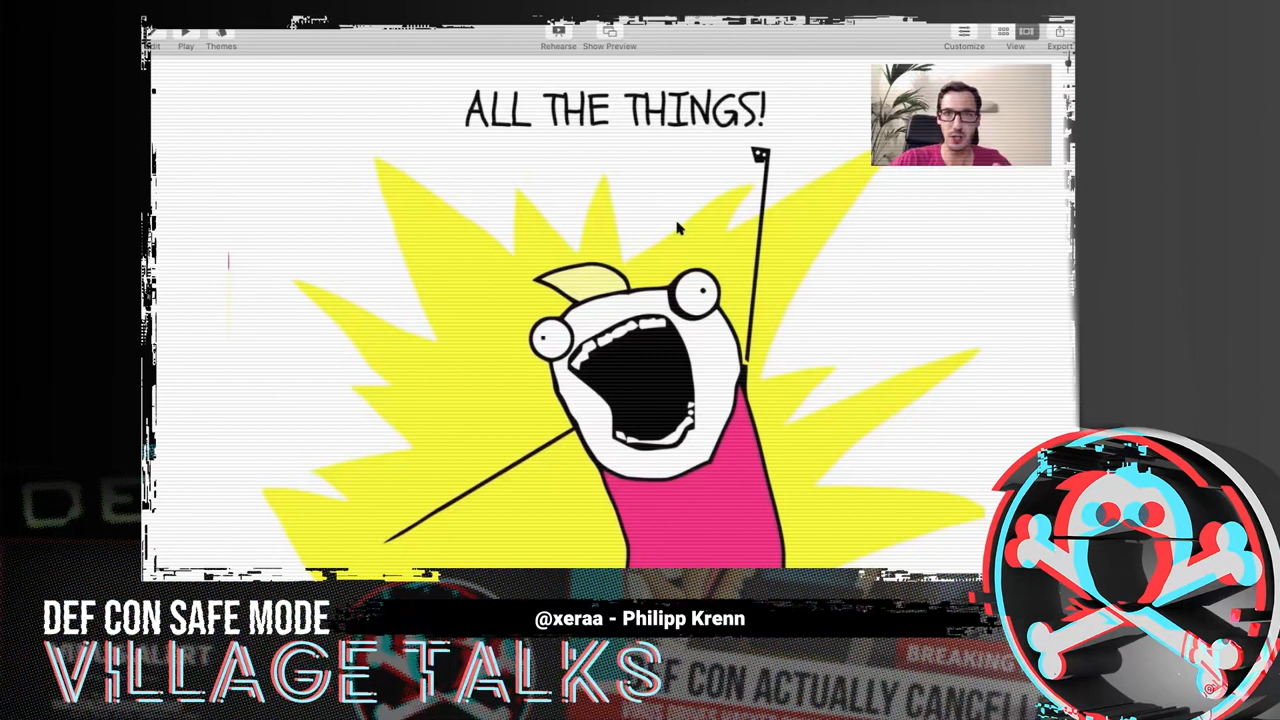 Play
Themes
Rehearse
Show Preview
Customize
View
Export
ALL THE THINGS!
DEF CON SAFE MODE
@xeraa - Philipp Krenn
VILLAGE TALKS
BREAKING
DEF CON ACTUALLY